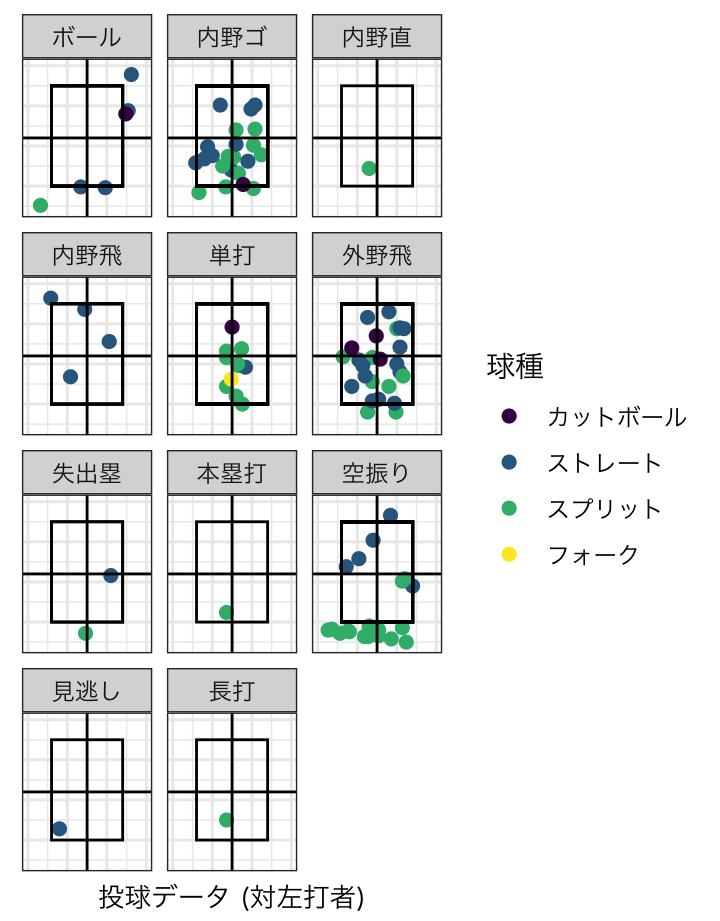 ボール
内野ゴ
内野直
内野飛
単打
外野飛
失出塁
本塁打
空振り
見逃し
長打
球種
カットボール
ストレート
スプリット
フォーク
投球データ (対左打者)